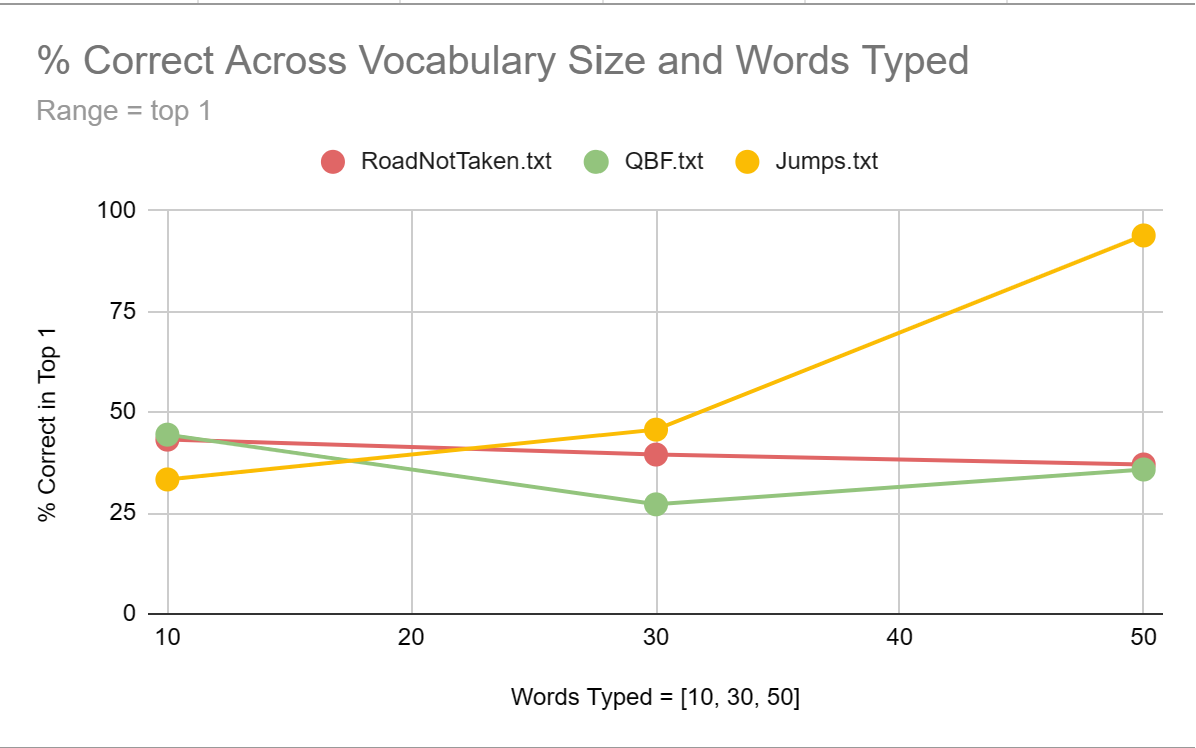 % Correct Across Vocabulary Size and Words Typed
Range = top 1
RoadNotTaken.txt QBF.txt Jumps.txt
100
75
50
25
0
% Correct in Top 1
10 20 30 40 50
Words Typed = [10, 30, 50]